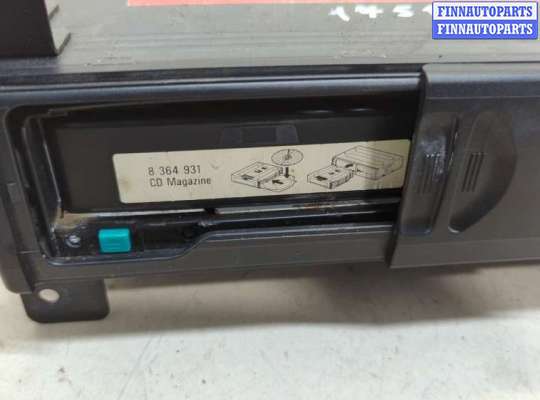 FINNAUTOPARTS
FINNAUTOPARTS
8 364 931
CD Magazine